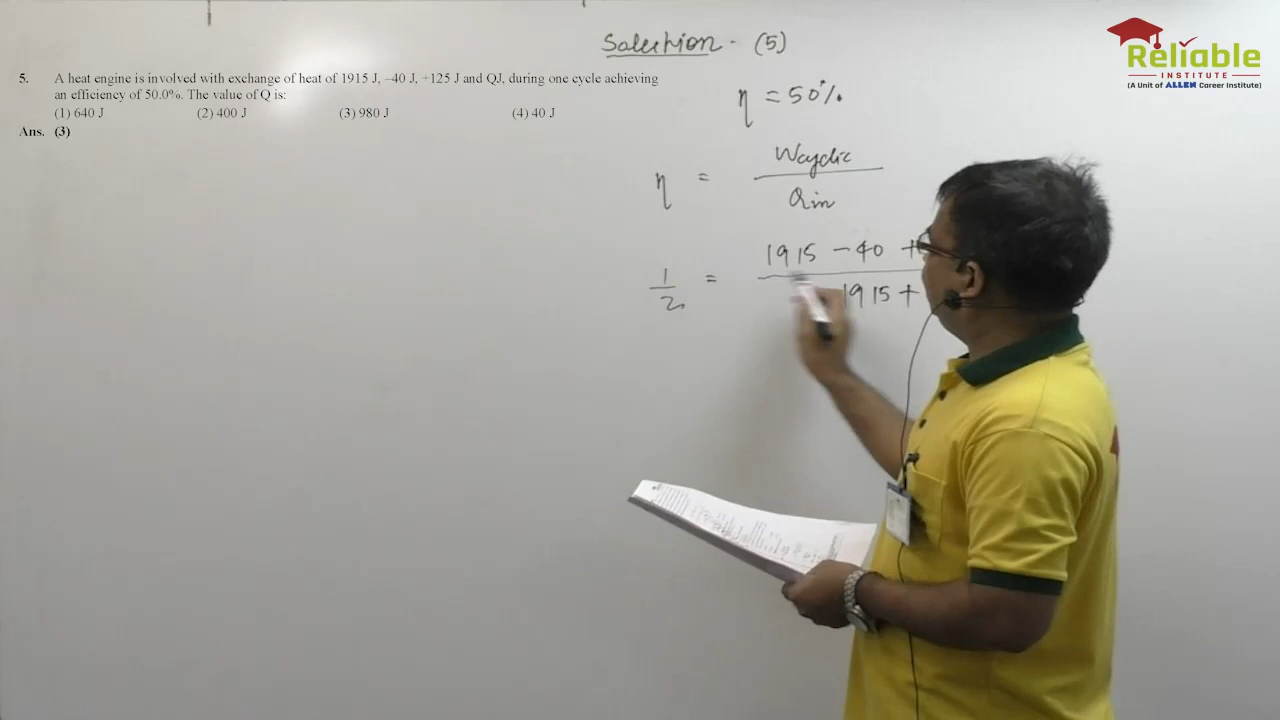 Solution - (5)
Reliable
INSTITUTE
(A Unit of ALLEN Career Institute)
5. A heat engine is involved with exchange of heat of 1915 J, –40 J, +125 J and QJ, during one cycle achieving
an efficiency of 50.0%. The value of Q is:
(1) 640 J (2) 400 J (3) 980 J (4) 40 J
Ans. (3)
η = 50%
η = Wcyclic
Qin
1/2 = 1915 – 40 +
1915 +